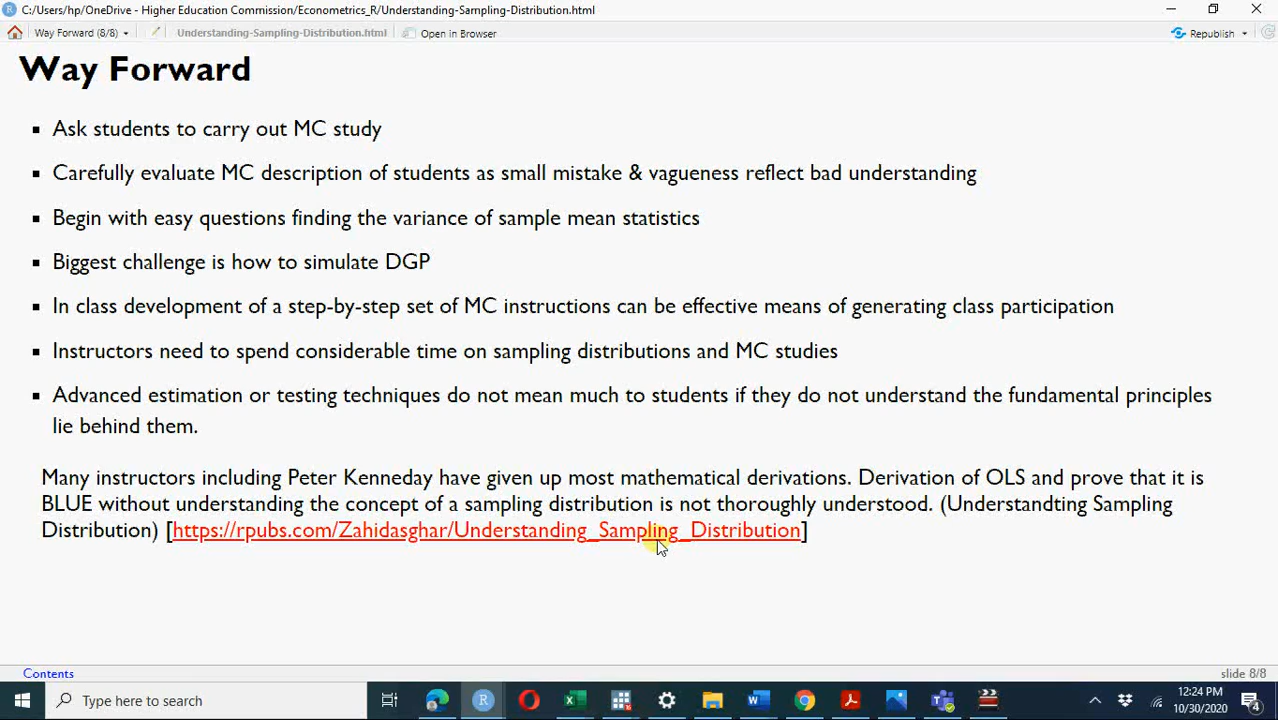 C:/Users/hp/OneDrive - Higher Education Commission/Econometrics_R/Understanding-Sampling-Distribution.html
Way Forward (8/8)
Understanding-Sampling-Distribution.html
Open in Browser
Republish
Way Forward
Ask students to carry out MC study
Carefully evaluate MC description of students as small mistake & vagueness reflect bad understanding
Begin with easy questions finding the variance of sample mean statistics
Biggest challenge is how to simulate DGP
In class development of a step-by-step set of MC instructions can be effective means of generating class participation
Instructors need to spend considerable time on sampling distributions and MC studies
Advanced estimation or testing techniques do not mean much to students if they do not understand the fundamental principles
lie behind them.
Many instructors including Peter Kenneday have given up most mathematical derivations. Derivation of OLS and prove that it is
BLUE without understanding the concept of a sampling distribution is not thoroughly understood. (Understandting Sampling
Distribution) [https://rpubs.com/Zahidasghar/Understanding_Sampling_Distribution]
Contents
slide 8/8
Type here to search
12:24 PM
10/30/2020
4